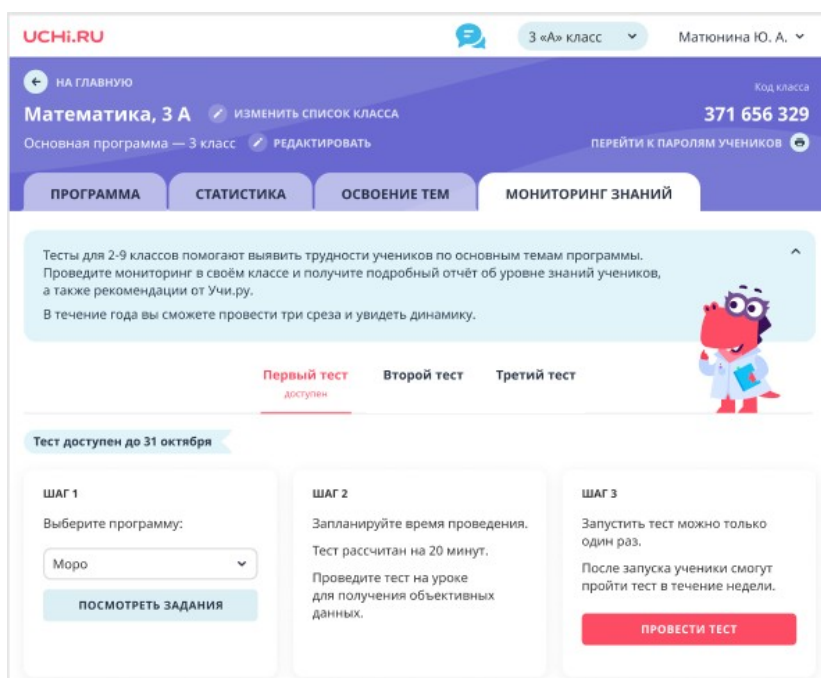 UCHi.RU
3 «А» класс
Матюнина Ю. А.
НА ГЛАВНУЮ
Код класса
Математика, 3 А
ИЗМЕНИТЬ СПИСОК КЛАССА
371 656 329
Основная программа — 3 класс
РЕДАКТИРОВАТЬ
ПЕРЕЙТИ К ПАРОЛЯМ УЧЕНИКОВ
ПРОГРАММА
СТАТИСТИКА
ОСВОЕНИЕ ТЕМ
МОНИТОРИНГ ЗНАНИЙ
Тесты для 2-9 классов помогают выявить трудности учеников по основным темам программы.
Проведите мониторинг в своём классе и получите подробный отчёт об уровне знаний учеников,
а также рекомендации от Учи.ру.
В течение года вы сможете провести три среза и увидеть динамику.
Первый тест
доступен
Второй тест
Третий тест
Тест доступен до 31 октября
ШАГ 1
Выберите программу:
Моро
ПОСМОТРЕТЬ ЗАДАНИЯ
ШАГ 2
Запланируйте время проведения.
Тест рассчитан на 20 минут.
Проведите тест на уроке
для получения объективных
данных.
ШАГ 3
Запустить тест можно только
один раз.
После запуска ученики смогут
пройти тест в течение недели.
ПРОВЕСТИ ТЕСТ